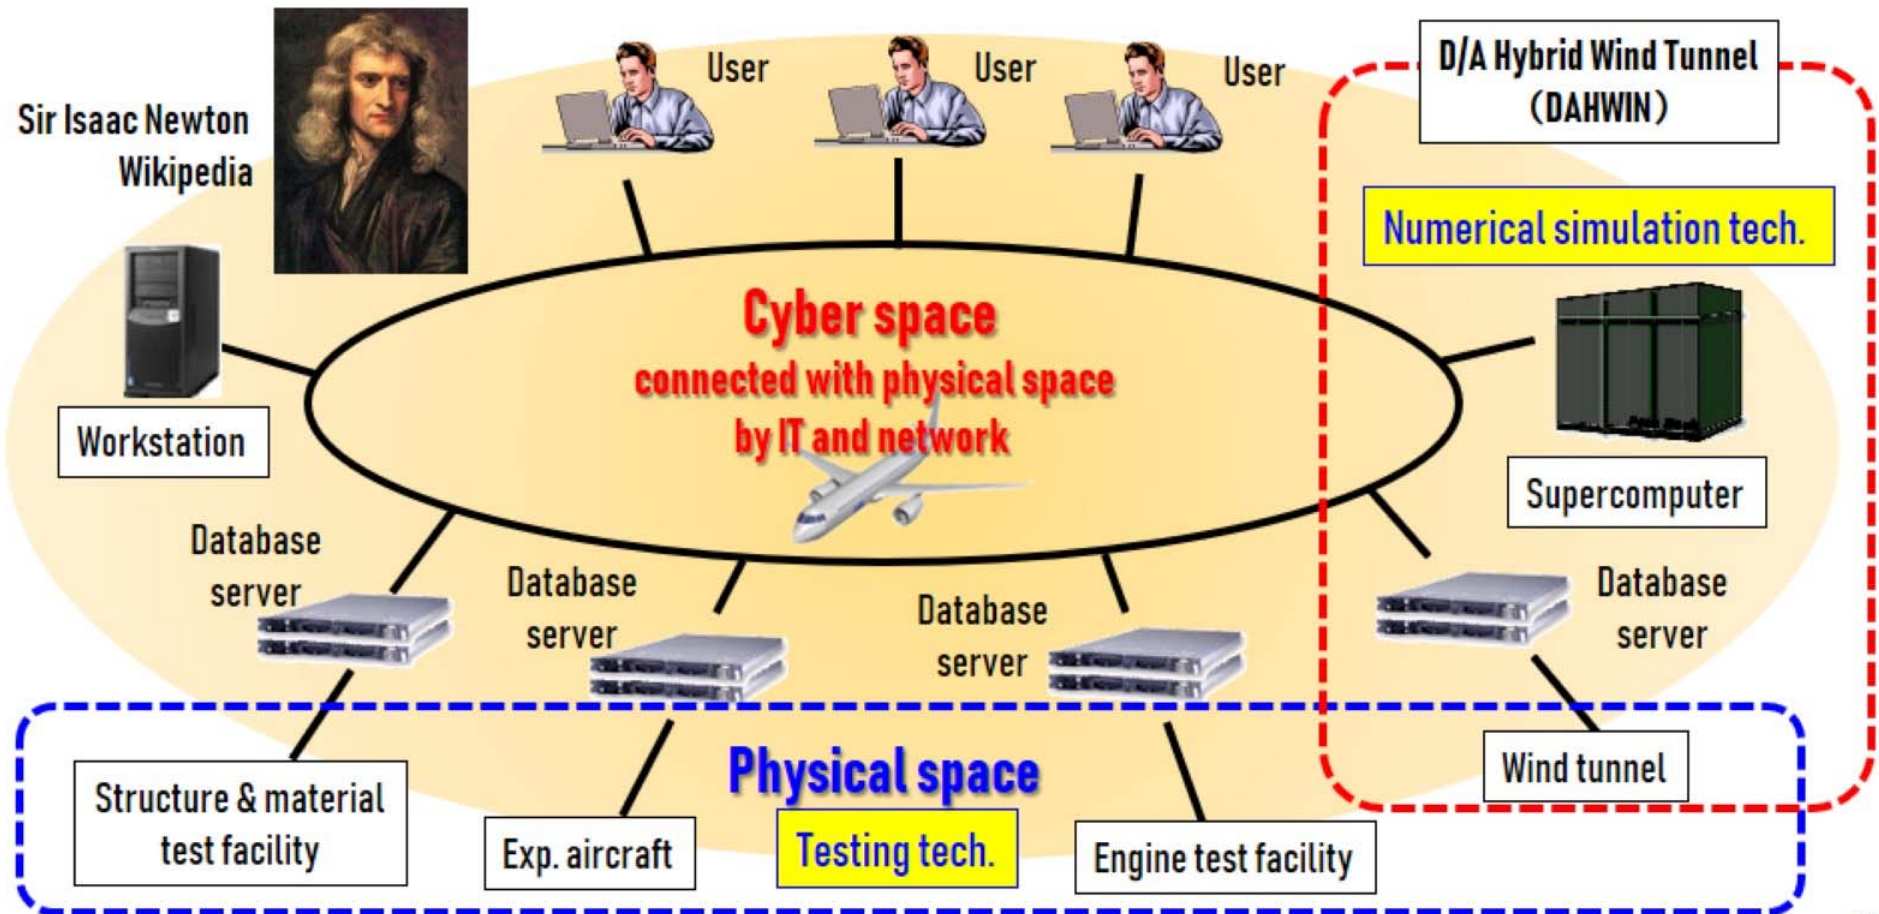 User
User
User
D/A Hybrid Wind Tunnel
(DAHWIN)
Sir Isaac Newton
Wikipedia
Numerical simulation tech.
Cyber space
connected with physical space
by IT and network
Workstation
Supercomputer
Database
server
Database
server
Database
server
Database
server
Physical space
Wind tunnel
Structure & material
test facility
Exp. aircraft
Testing tech.
Engine test facility